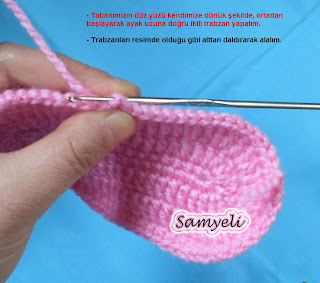 - Tabanımızın düz yüzü kendimize dönük şekilde, ortadan
başlayarak ayak ucuna doğru ikili trabzan yapalım.
- Trabzanları resimde olduğu gibi alttan daldırarak alalım.
Samyeli